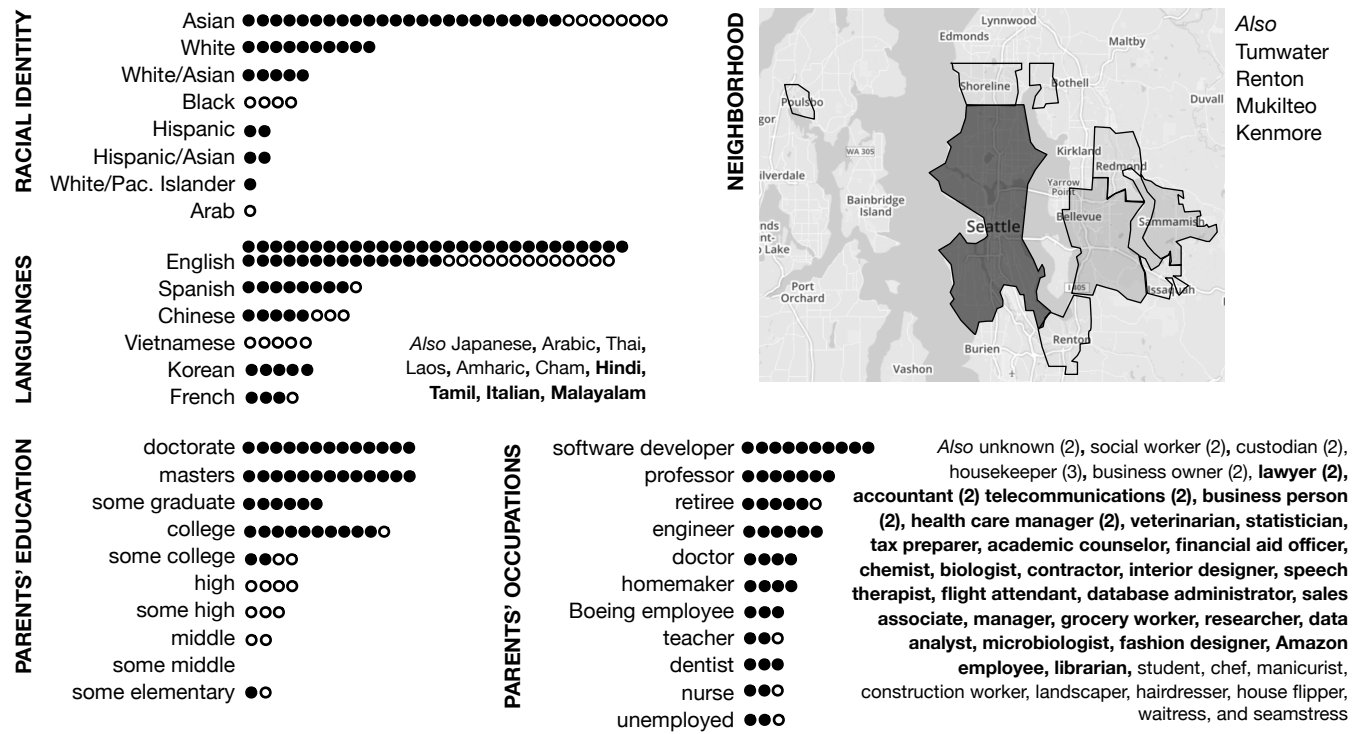 RACIAL IDENTITY
Asian
White
White/Asian
Black
Hispanic
Hispanic/Asian
White/Pac. Islander
Arab
NEIGHBORHOOD
Lynnwood
Edmonds
Maltby
Shoreline
Bothell
Poulsbo
Duvall
gor
WA 305
Kirkland
Redmond
ilverdale
Yarrow
Point
Bainbridge
Island
Bellevue
Sammamish
Seattle
nds
nt-
o Lake
Port
Orchard
I 405
Issaquah
Burien
Renton
Vashon
Also
Tumwater
Renton
Mukilteo
Kenmore
LANGUANGES
English
Spanish
Chinese
Vietnamese
Korean
French
Also Japanese, Arabic, Thai,
Laos, Amharic, Cham, Hindi,
Tamil, Italian, Malayalam
PARENTS' EDUCATION
doctorate
masters
some graduate
college
some college
high
some high
middle
some middle
some elementary
PARENTS' OCCUPATIONS
software developer
professor
retiree
engineer
doctor
homemaker
Boeing employee
teacher
dentist
nurse
unemployed
Also unknown (2), social worker (2), custodian (2),
housekeeper (3), business owner (2), lawyer (2),
accountant (2) telecommunications (2), business person
(2), health care manager (2), veterinarian, statistician,
tax preparer, academic counselor, financial aid officer,
chemist, biologist, contractor, interior designer, speech
therapist, flight attendant, database administrator, sales
associate, manager, grocery worker, researcher, data
analyst, microbiologist, fashion designer, Amazon
employee, librarian, student, chef, manicurist,
construction worker, landscaper, hairdresser, house flipper,
waitress, and seamstress